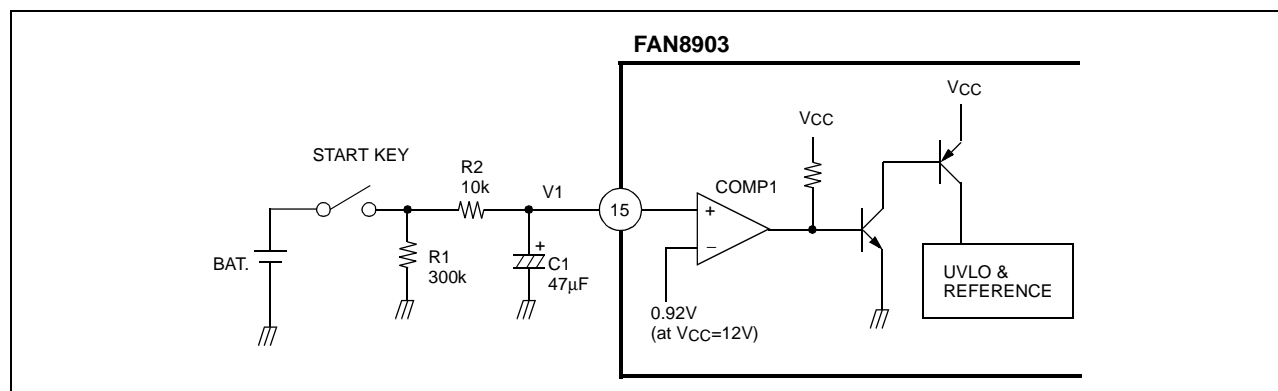 FAN8903
VCC
VCC
START KEY
R2
10k
V1
COMP1
15
+
−
+
BAT.
R1
300k
C1
47μF
UVLO &
REFERENCE
0.92V
(at VCC=12V)